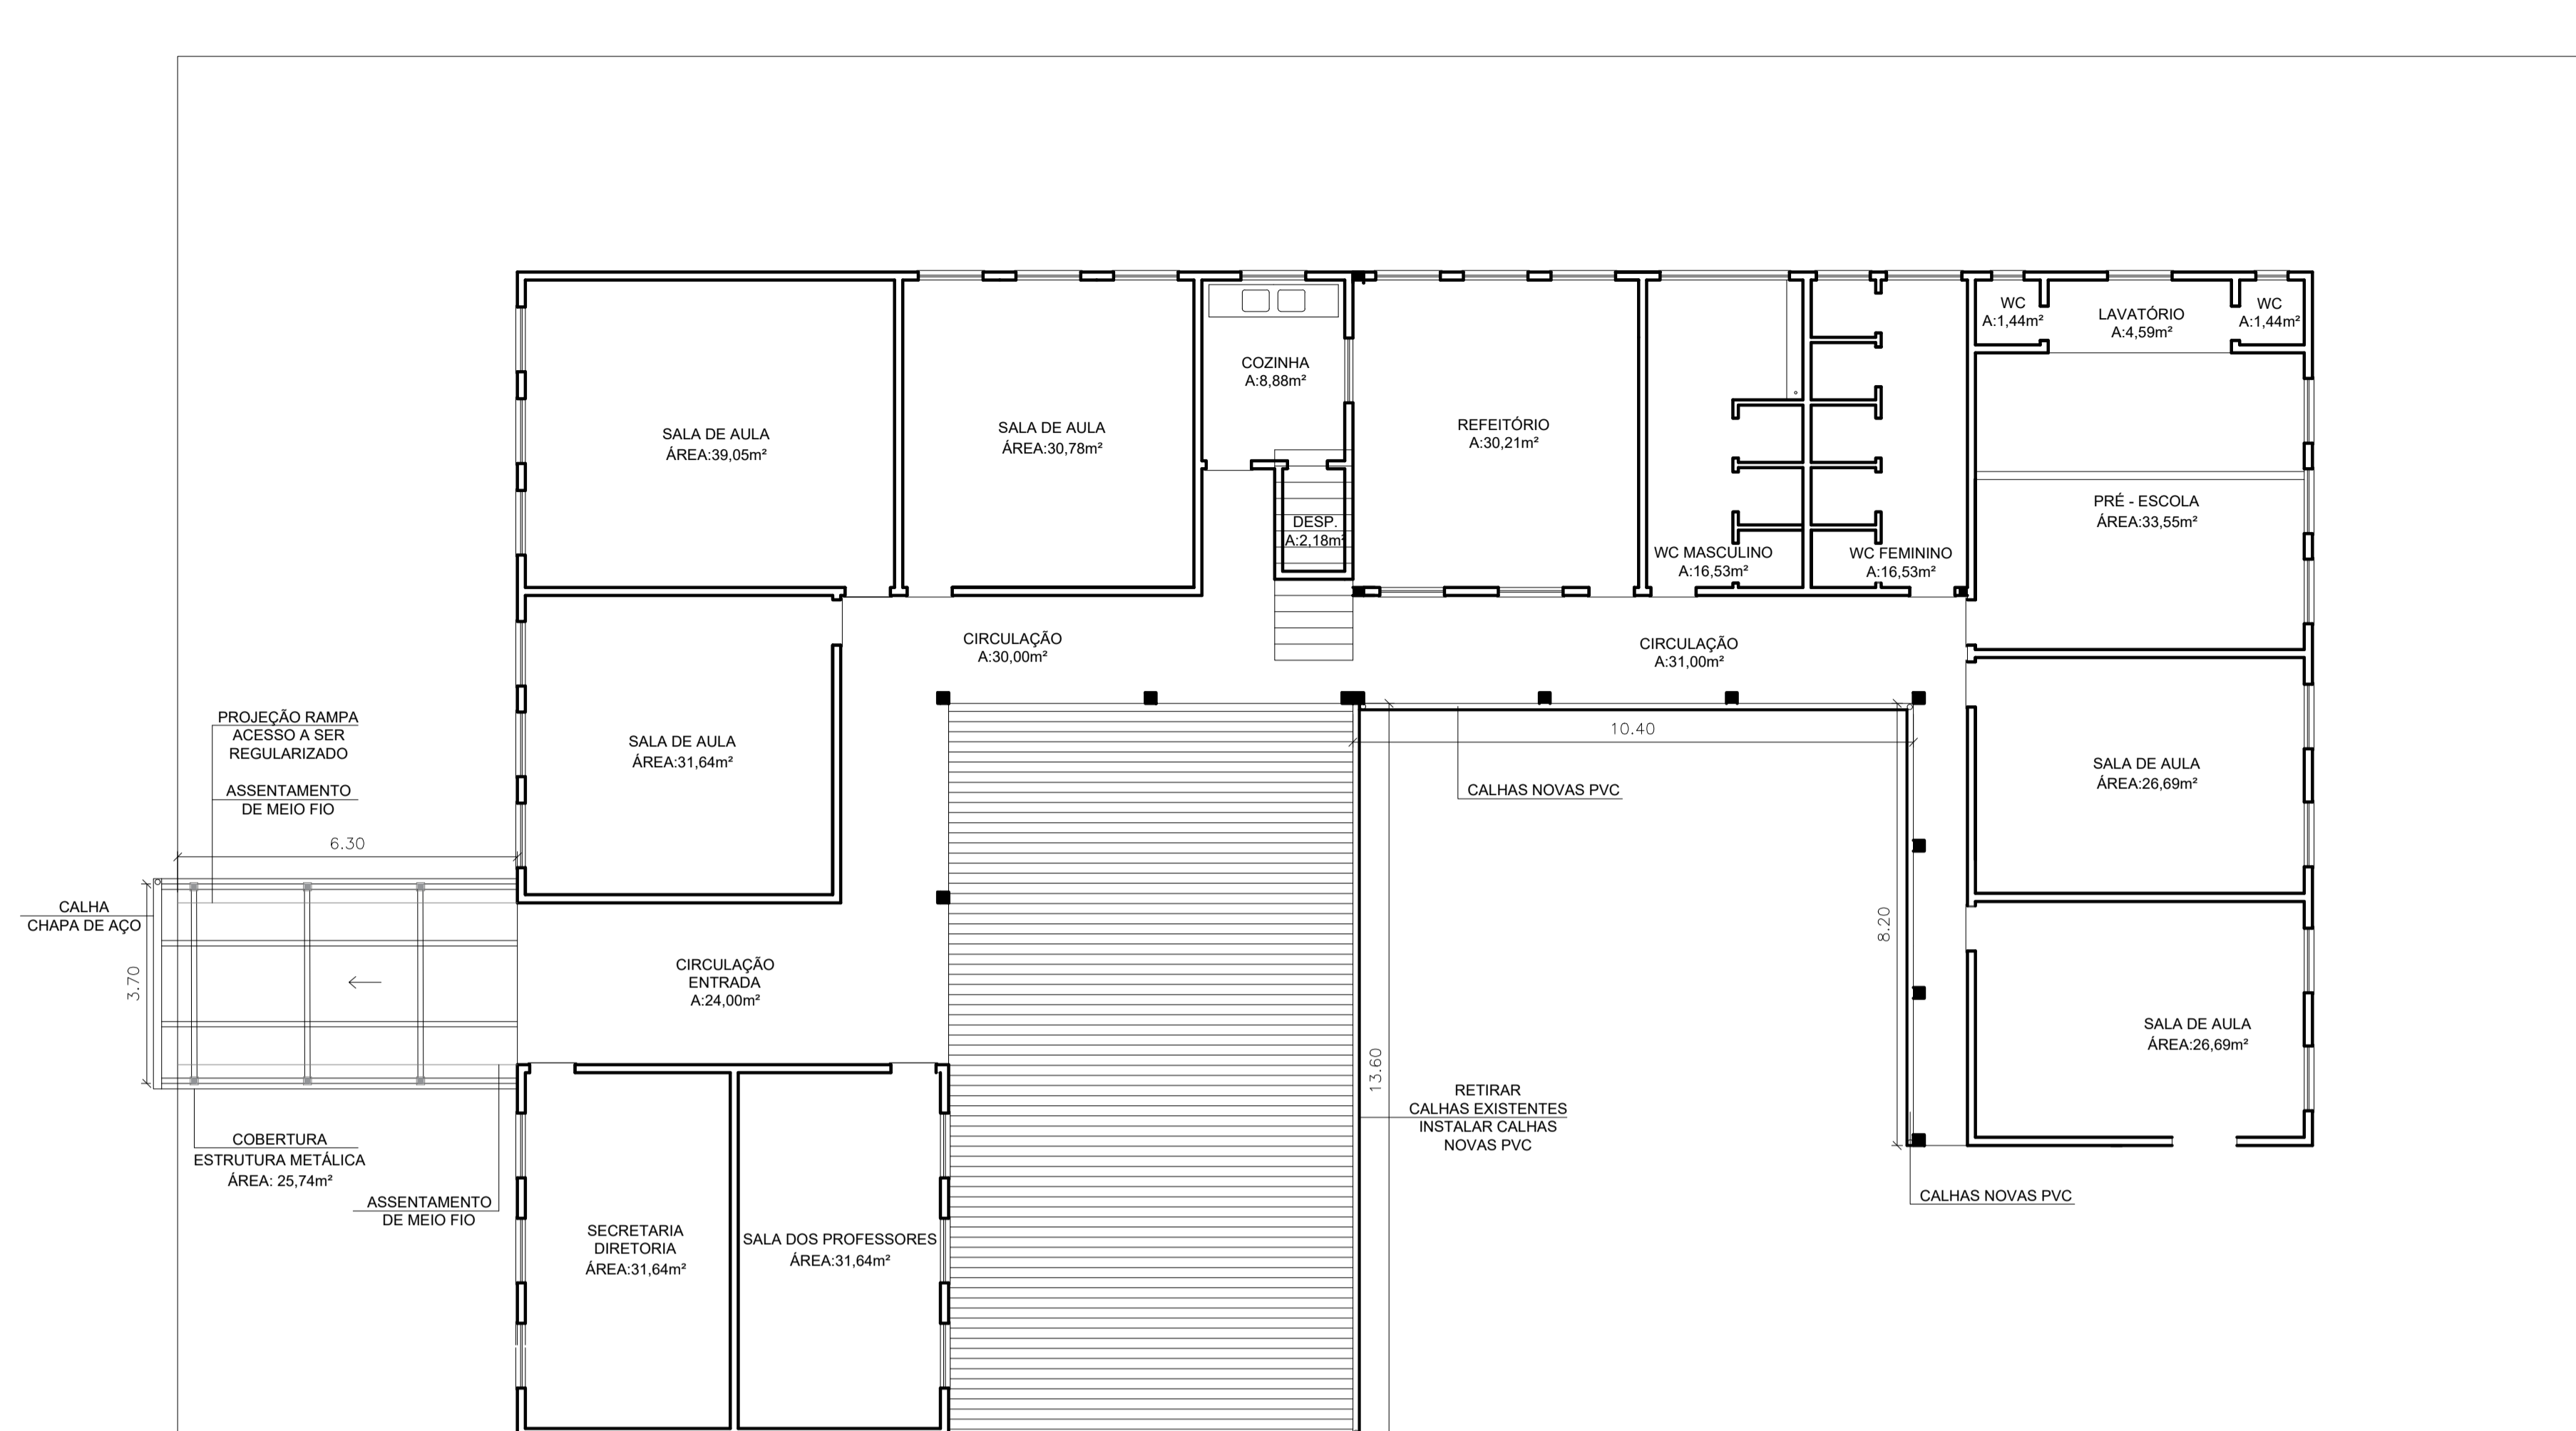 WC
A:1,44m²
LAVATÓRIO
A:4,59m²
WC
A:1,44m²
COZINHA
A:8,88m²
SALA DE AULA
ÁREA:39,05m²
SALA DE AULA
ÁREA:30,78m²
REFEITÓRIO
A:30,21m²
PRÉ - ESCOLA
ÁREA:33,55m²
DESP.
A:2,18m²
WC MASCULINO
A:16,53m²
WC FEMININO
A:16,53m²
CIRCULAÇÃO
A:30,00m²
CIRCULAÇÃO
A:31,00m²
PROJEÇÃO RAMPA
ACESSO A SER
REGULARIZADO
ASSENTAMENTO
DE MEIO FIO
SALA DE AULA
ÁREA:31,64m²
10.40
CALHAS NOVAS PVC
SALA DE AULA
ÁREA:26,69m²
6.30
CALHA
CHAPA DE AÇO
3.70
8.20
CIRCULAÇÃO
ENTRADA
A:24,00m²
SALA DE AULA
ÁREA:26,69m²
13.60
RETIRAR
CALHAS EXISTENTES
INSTALAR CALHAS
NOVAS PVC
COBERTURA
ESTRUTURA METÁLICA
ÁREA: 25,74m²
ASSENTAMENTO
DE MEIO FIO
CALHAS NOVAS PVC
SECRETARIA
DIRETORIA
ÁREA:31,64m²
SALA DOS PROFESSORES
ÁREA:31,64m²